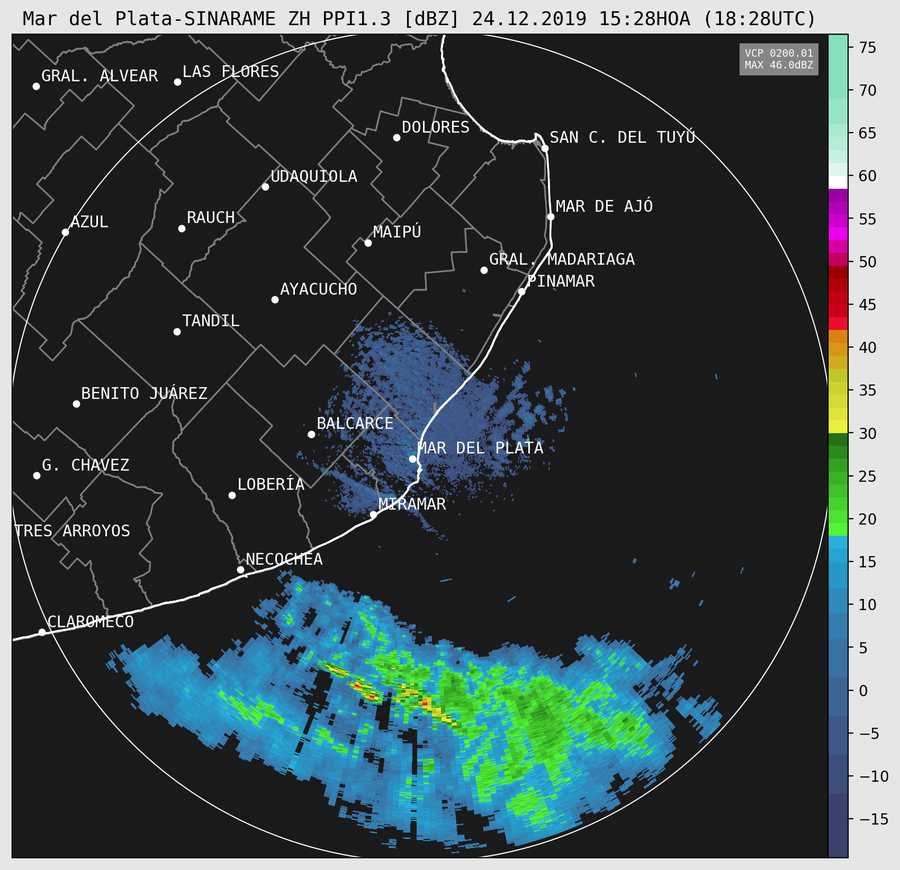 Mar del Plata-SINARAME ZH PPI1.3 [dBZ] 24.12.2019 15:28HOA (18:28UTC)
VCP 0200.01
MAX 46.0dBZ
GRAL. ALVEAR
LAS FLORES
DOLORES
SAN C. DEL TUYÚ
UDAQUIOLA
MAR DE AJÓ
AZUL
RAUCH
MAIPÚ
GRAL. MADARIAGA
PINAMAR
AYACUCHO
TANDIL
BENITO JUÁREZ
BALCARCE
MAR DEL PLATA
G. CHAVEZ
LOBERÍA
MIRAMAR
TRES ARROYOS
NECOCHEA
CLAROMECO
75
70
65
60
55
50
45
40
35
30
25
20
15
10
5
0
−5
−10
−15